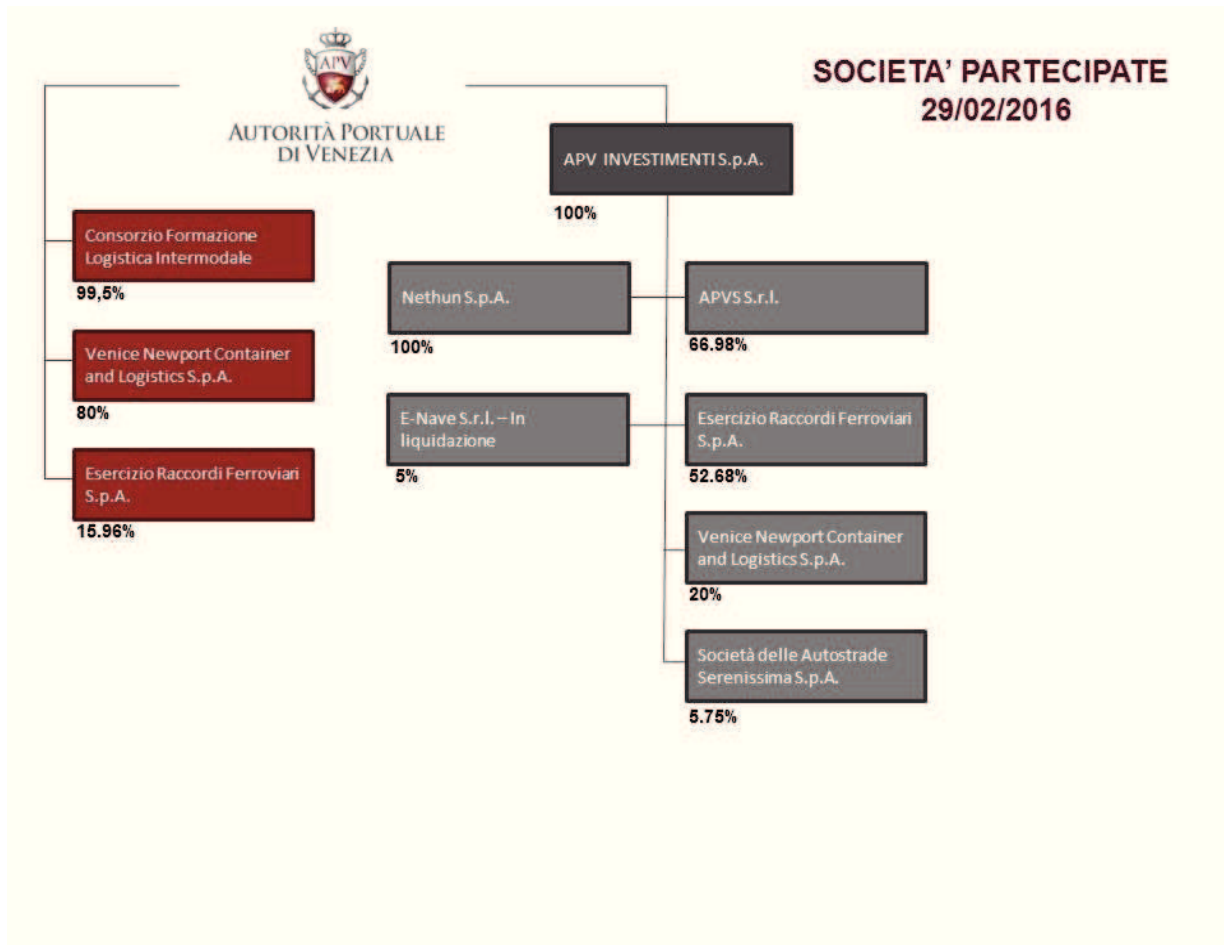 APV
AUTORITÀ PORTUALE
DI VENEZIA
SOCIETA’ PARTECIPATE
29/02/2016
APV INVESTIMENTI S.p.A.
100%
Consorzio Formazione
Logistica Intermodale
99,5%
Venice Newport Container
and Logistics S.p.A.
80%
Esercizio Raccordi Ferroviari
S.p.A.
15.96%
Nethun S.p.A.
100%
APVS S.r.l.
66.98%
E-Nave S.r.l. – In
liquidazione
5%
Esercizio Raccordi Ferroviari
S.p.A.
52.68%
Venice Newport Container
and Logistics S.p.A.
20%
Società delle Autostrade
Serenissima S.p.A.
5.75%